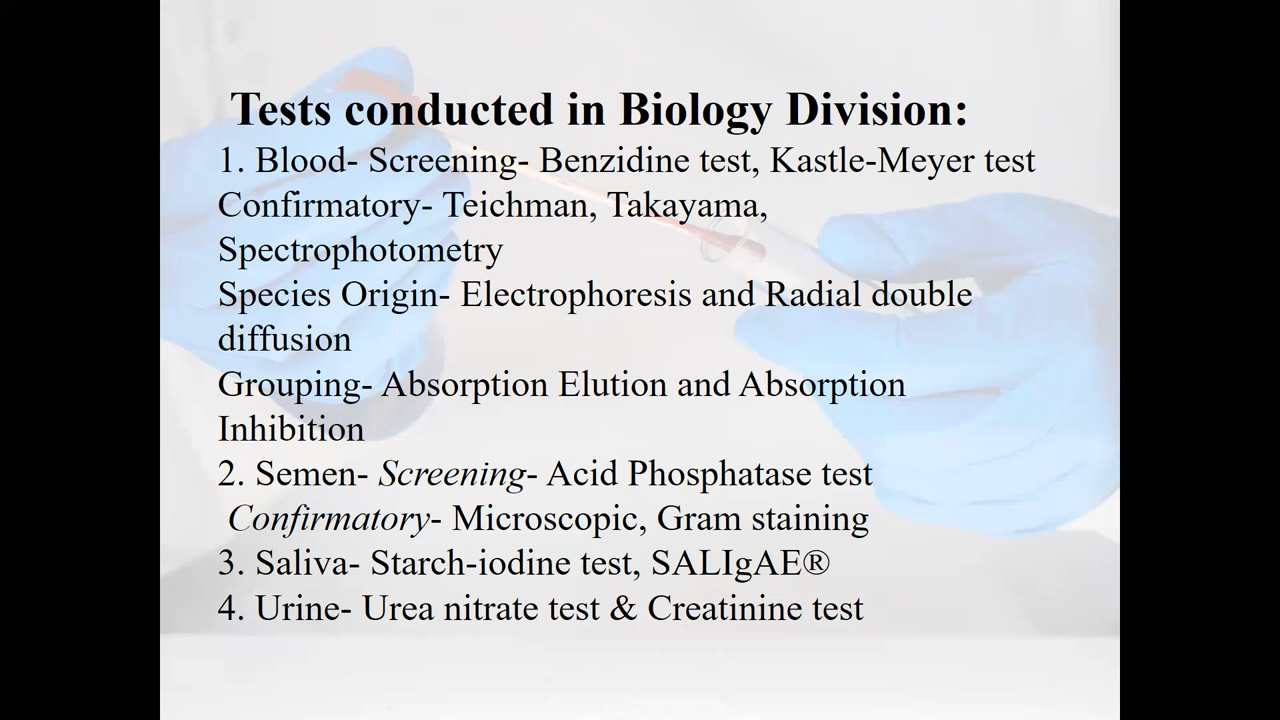 Tests conducted in Biology Division:
1. Blood- Screening- Benzidine test, Kastle-Meyer test
Confirmatory- Teichman, Takayama,
Spectrophotometry
Species Origin- Electrophoresis and Radial double
diffusion
Grouping- Absorption Elution and Absorption
Inhibition
2. Semen- Screening- Acid Phosphatase test
Confirmatory- Microscopic, Gram staining
3. Saliva- Starch-iodine test, SALIgAE®
4. Urine- Urea nitrate test & Creatinine test